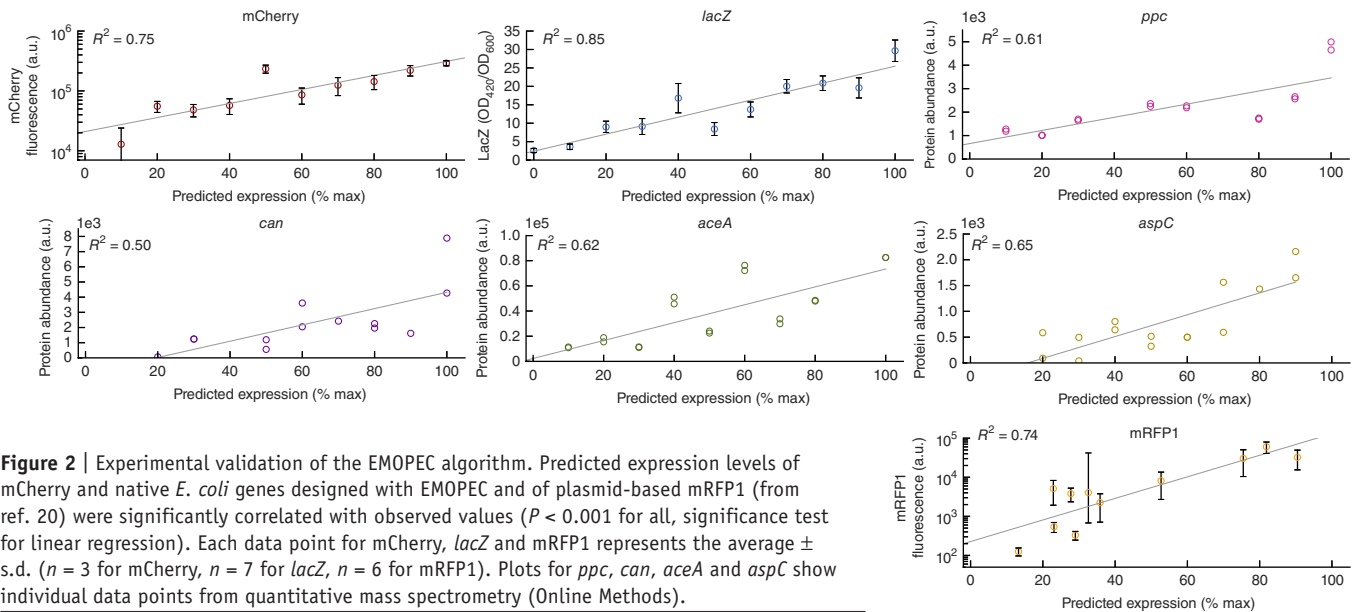 mCherry
R² = 0.75
mCherry
fluorescence (a.u.)
10⁶
10⁵
10⁴
20 40 60 80 100
Predicted expression (% max)
lacZ
R² = 0.85
LacZ (OD₄₂₀/OD₆₀₀)
35
30
25
20
15
10
5
0
0 20 40 60 80 100
Predicted expression (% max)
ppc
1e3
R² = 0.61
Protein abundance (a.u.)
5
4
3
2
1
0
0 20 40 60 80 100
Predicted expression (% max)
can
1e3
R² = 0.50
Protein abundance (a.u.)
8
7
6
5
4
3
2
1
0
0 20 40 60 80 100
Predicted expression (% max)
aceA
1e5
R² = 0.62
Protein abundance (a.u.)
1.0
0.8
0.6
0.4
0.2
0
0 20 40 60 80 100
Predicted expression (% max)
aspC
1e3
R² = 0.65
Protein abundance (a.u.)
2.5
2.0
1.5
1.0
0.5
0
0 20 40 60 80 100
Predicted expression (% max)
mRFP1
R² = 0.74
mRFP1
fluorescence (a.u.)
10⁵
10⁴
10³
10²
0 20 40 60 80 100
Predicted expression (% max)
Figure 2 | Experimental validation of the EMOPEC algorithm. Predicted expression levels of
mCherry and native E. coli genes designed with EMOPEC and of plasmid-based mRFP1 (from
ref. 20) were significantly correlated with observed values (P < 0.001 for all, significance test
for linear regression). Each data point for mCherry, lacZ and mRFP1 represents the average ±
s.d. (n = 3 for mCherry, n = 7 for lacZ, n = 6 for mRFP1). Plots for ppc, can, aceA and aspC show
individual data points from quantitative mass spectrometry (Online Methods).